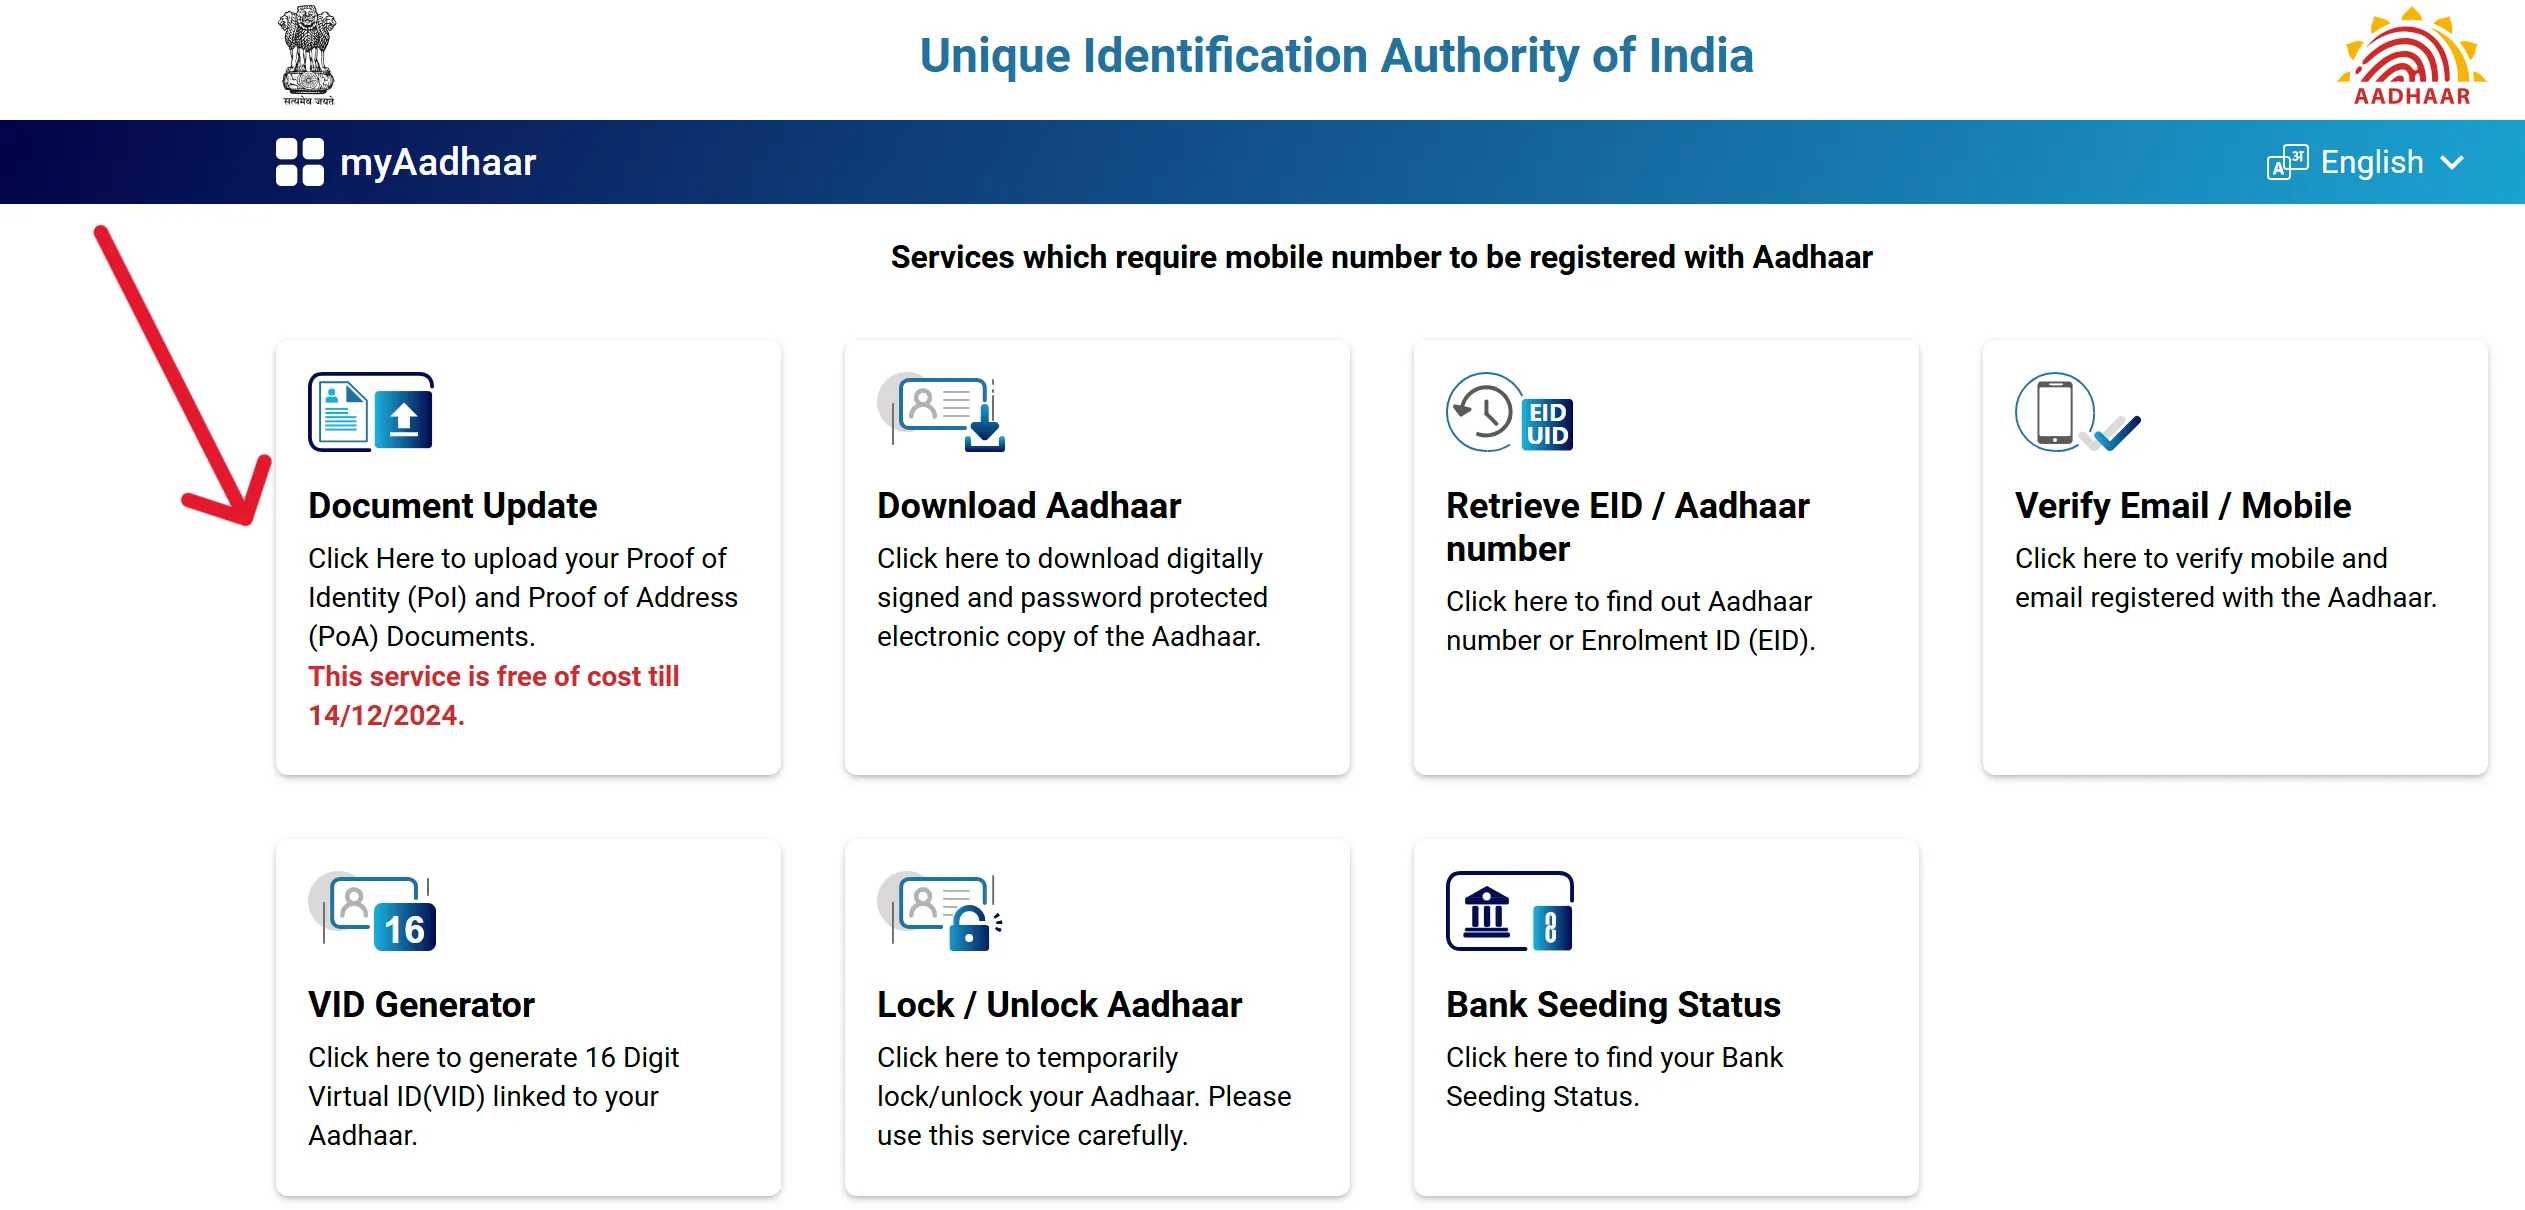 सत्यमेव जयते
Unique Identification Authority of India
AADHAAR
myAadhaar
A अ English
Services which require mobile number to be registered with Aadhaar
Document Update
Click Here to upload your Proof of
Identity (PoI) and Proof of Address
(PoA) Documents.
This service is free of cost till
14/12/2024.
Download Aadhaar
Click here to download digitally
signed and password protected
electronic copy of the Aadhaar.
EID
UID
Retrieve EID / Aadhaar
number
Click here to find out Aadhaar
number or Enrolment ID (EID).
Verify Email / Mobile
Click here to verify mobile and
email registered with the Aadhaar.
16
VID Generator
Click here to generate 16 Digit
Virtual ID(VID) linked to your
Aadhaar.
Lock / Unlock Aadhaar
Click here to temporarily
lock/unlock your Aadhaar. Please
use this service carefully.
Bank Seeding Status
Click here to find your Bank
Seeding Status.